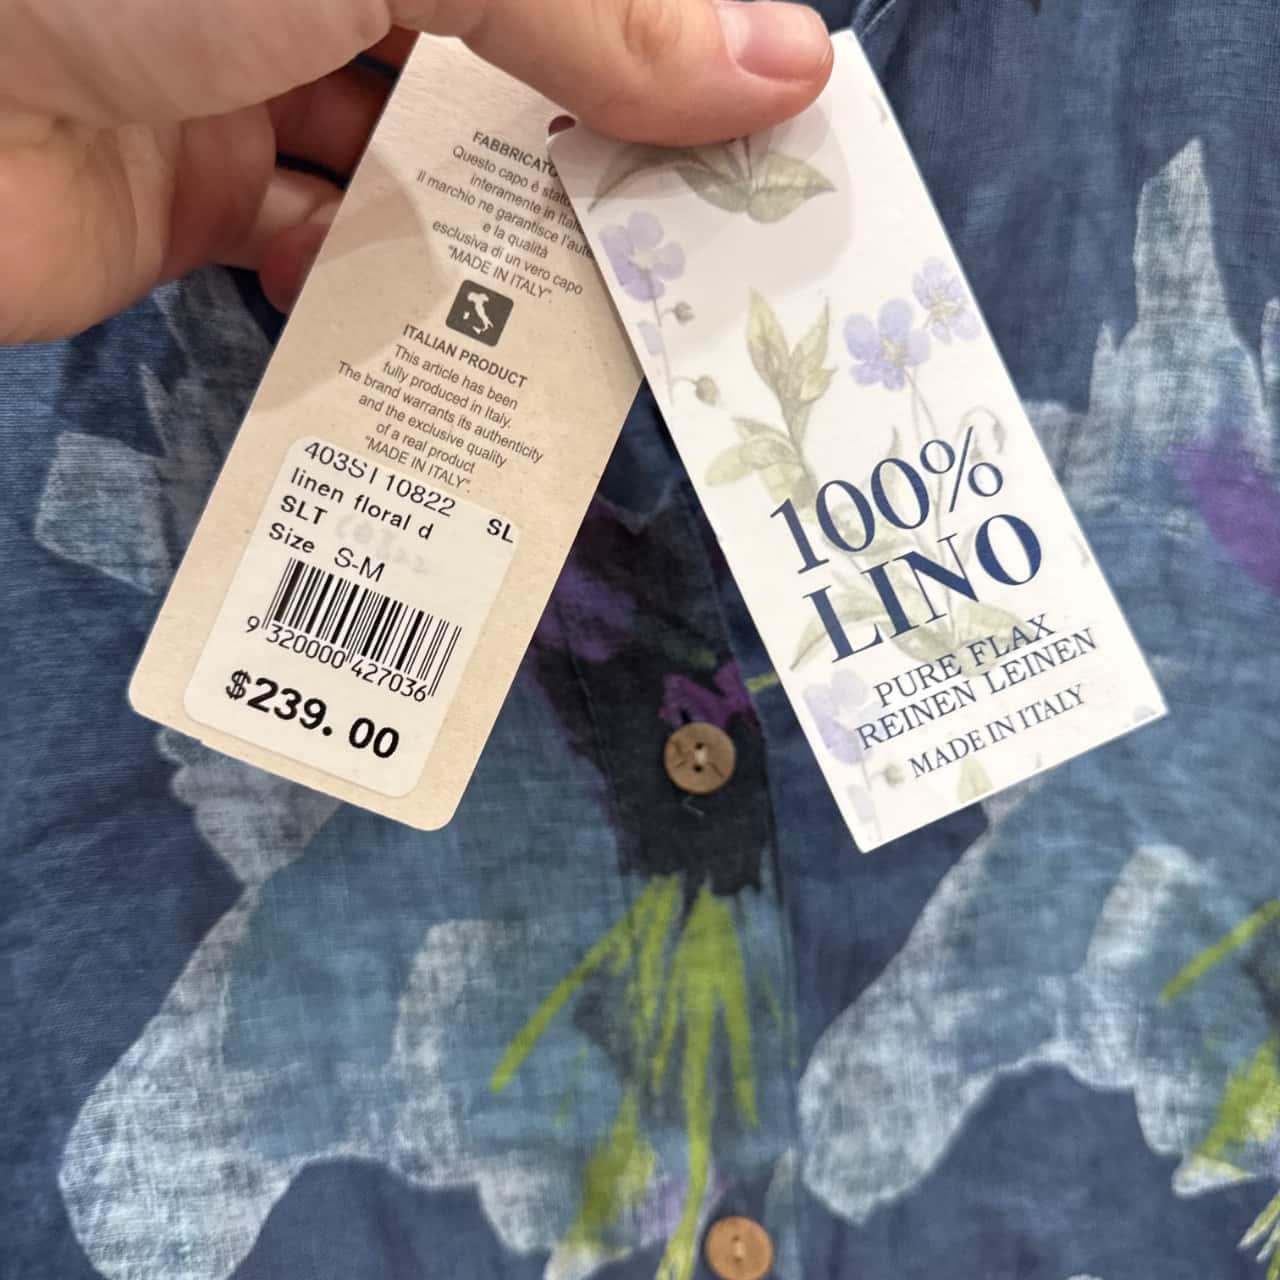 FABBRICATO
Questo capo é stato
interamente in Italia
Il marchio ne garantisce l'aute
e la qualità
esclusiva di un vero capo
"MADE IN ITALY".
ITALIAN PRODUCT
This article has been
fully produced in Italy.
The brand warrants its authenticity
and the exclusive quality
of a real product
"MADE IN ITALY".
403ST10822 SL
linen floral d
SLT
Size S-M
9 320000 427036
$239.00
100%
LINO
PURE FLAX
REINEN LEINEN
MADE IN ITALY